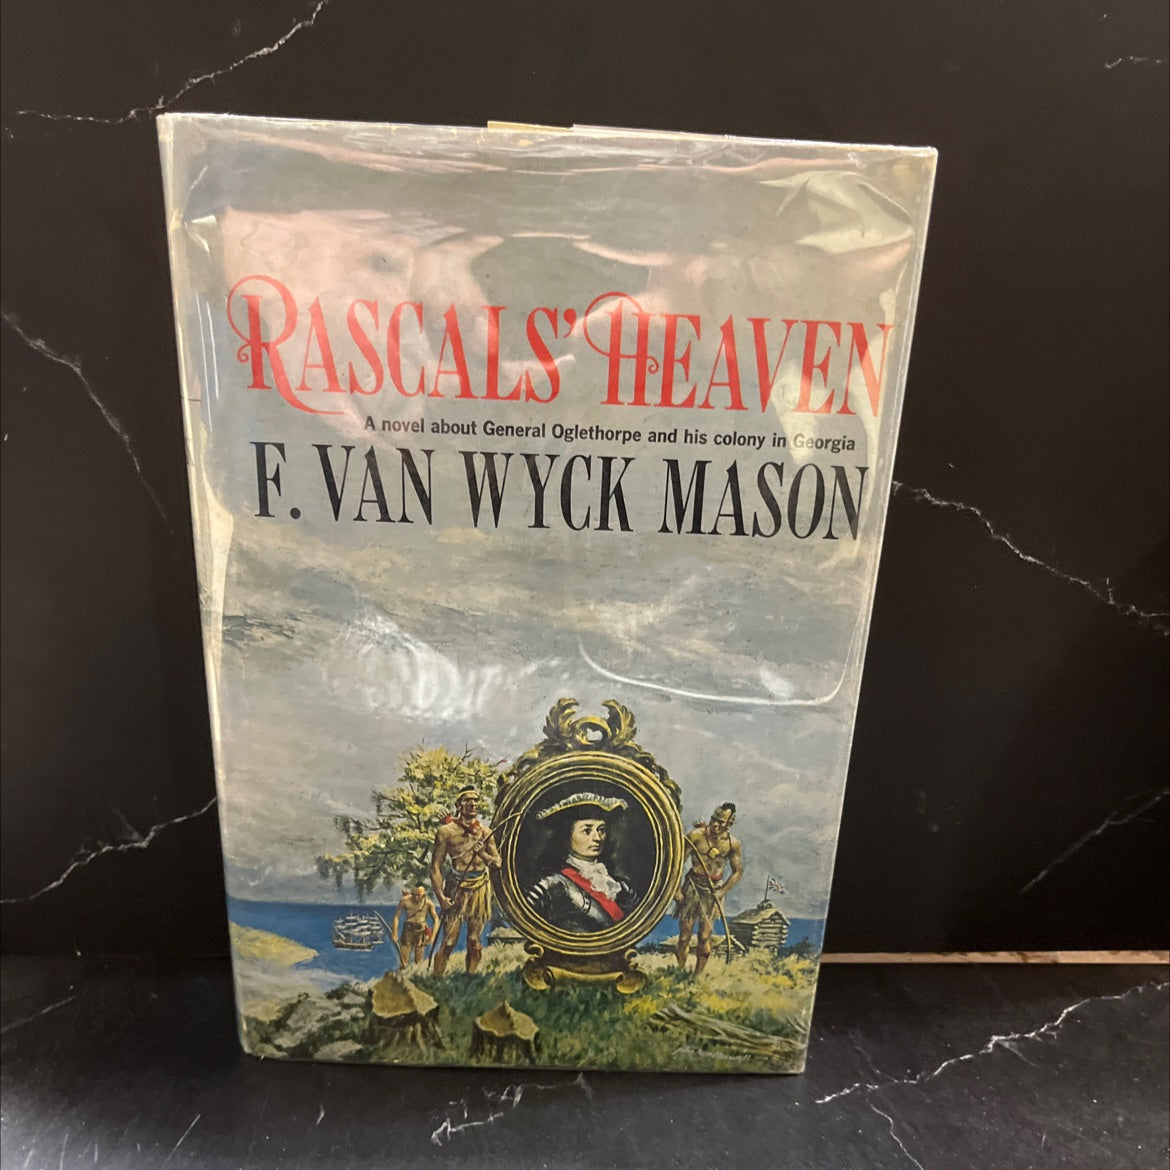 RASCALS' HEAVEN
A novel about General Oglethorpe and his colony in Georgia
F. VAN WYCK MASON